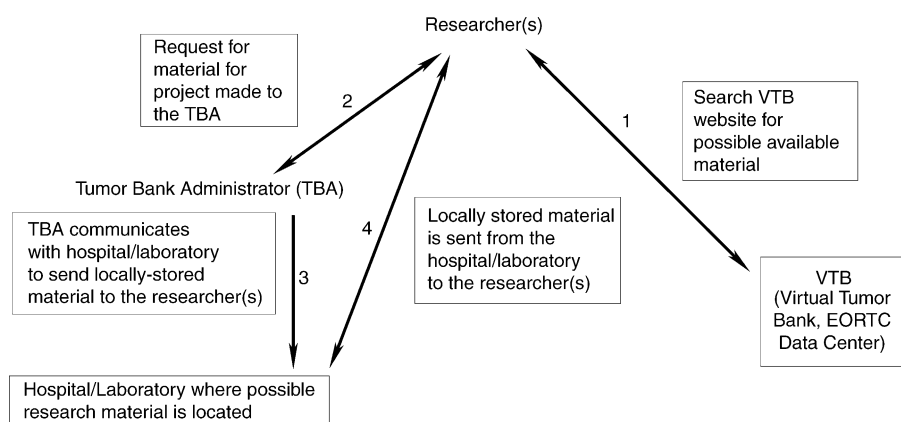 Researcher(s)
Request for
material for
project made to
the TBA
2
1
Search VTB
website for
possible available
material
Tumor Bank Administrator (TBA)
TBA communicates
with hospital/laboratory
to send locally-stored
material to the researcher(s)
3
4
Locally stored material
is sent from the
hospital/laboratory
to the researcher(s)
VTB
(Virtual Tumor
Bank, EORTC
Data Center)
Hospital/Laboratory where possible
research material is located